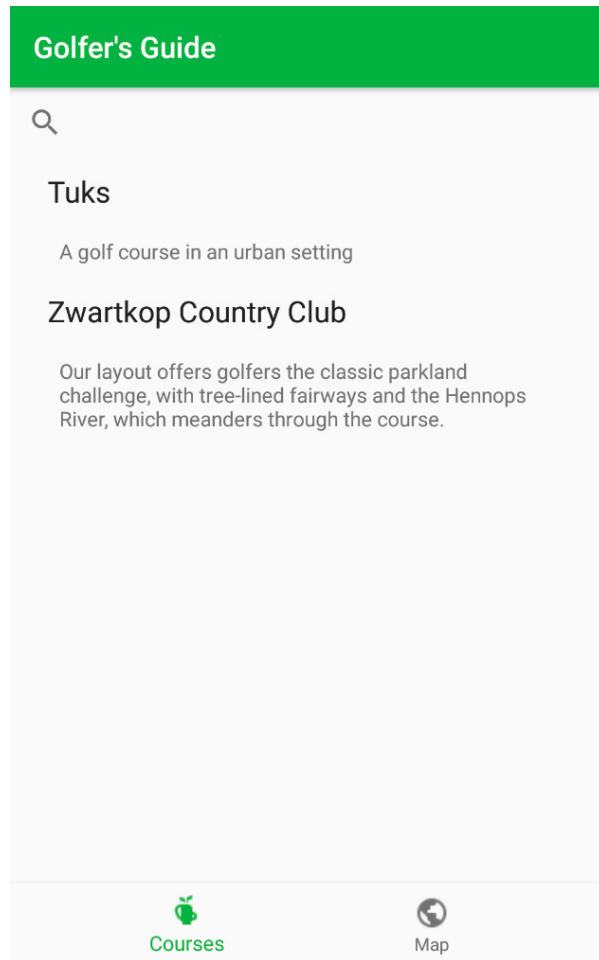 Golfer's Guide
Tuks
A golf course in an urban setting
Zwartkop Country Club
Our layout offers golfers the classic parkland
challenge, with tree-lined fairways and the Hennops
River, which meanders through the course.
Courses
Map